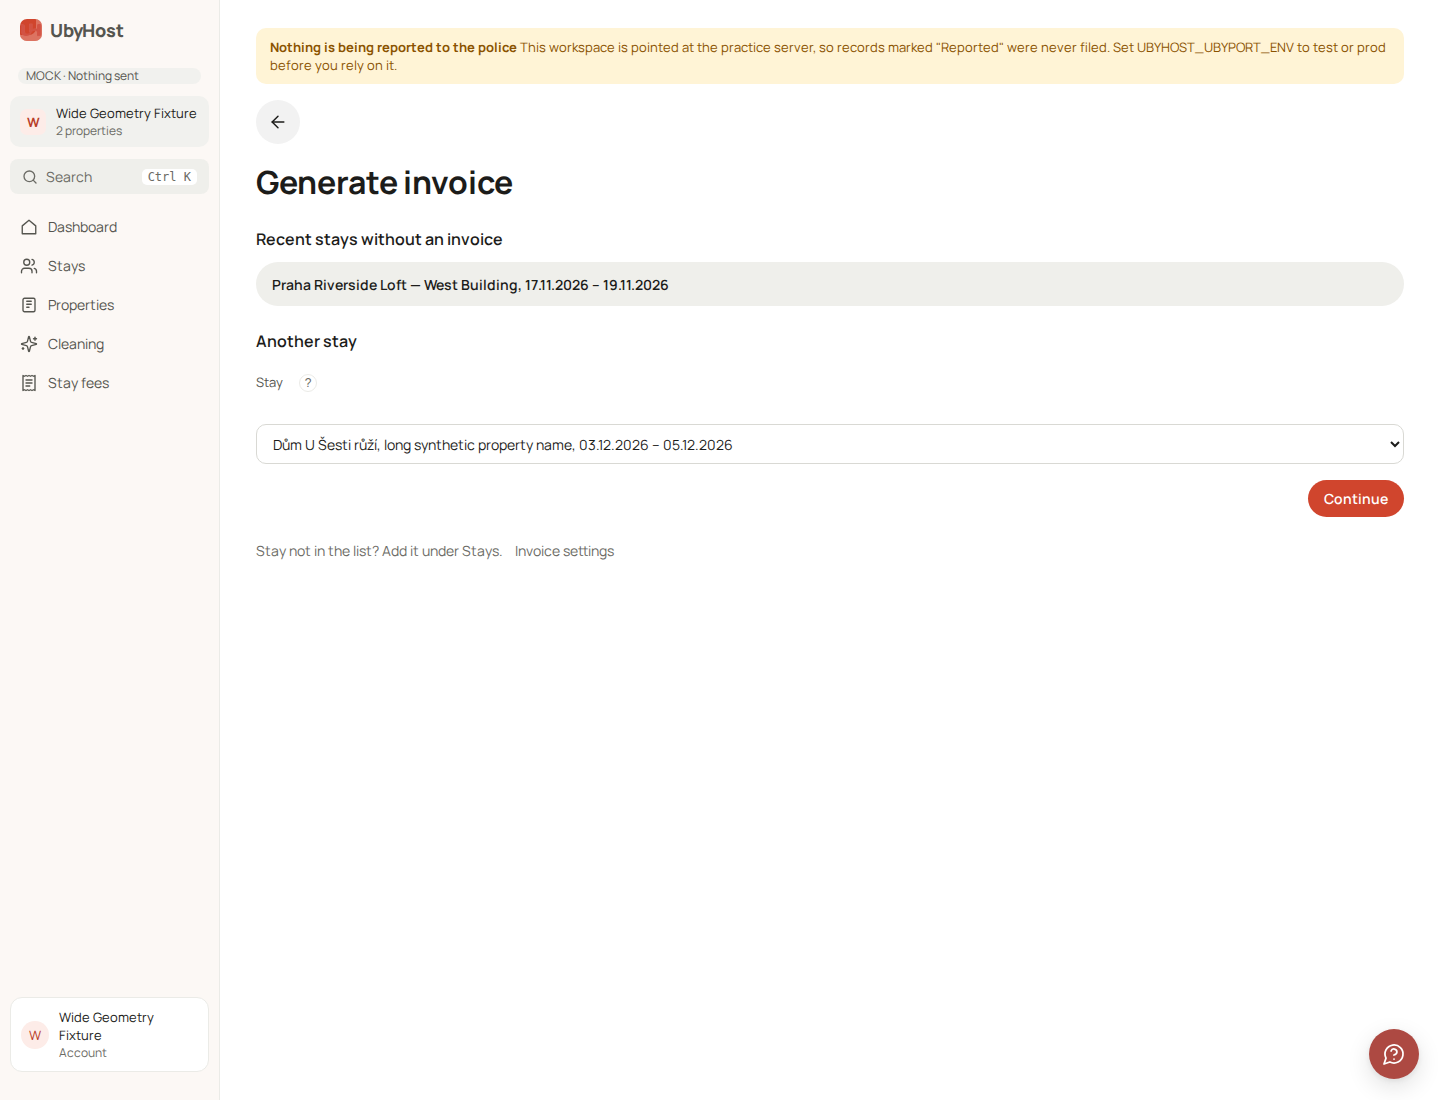 UbyHost
MOCK · Nothing sent
W
Wide Geometry Fixture
2 properties
Search
Ctrl K
Dashboard
Stays
Properties
Cleaning
Stay fees
W
Wide Geometry
Fixture
Account
Nothing is being reported to the police This workspace is pointed at the practice server, so records marked "Reported" were never filed. Set UBYHOST_UBYPORT_ENV to test or prod
before you rely on it.
Generate invoice
Recent stays without an invoice
Praha Riverside Loft — West Building, 17.11.2026 – 19.11.2026
Another stay
Stay ?
Dům U Šesti růží, long synthetic property name, 03.12.2026 – 05.12.2026
Continue
Stay not in the list? Add it under Stays. Invoice settings